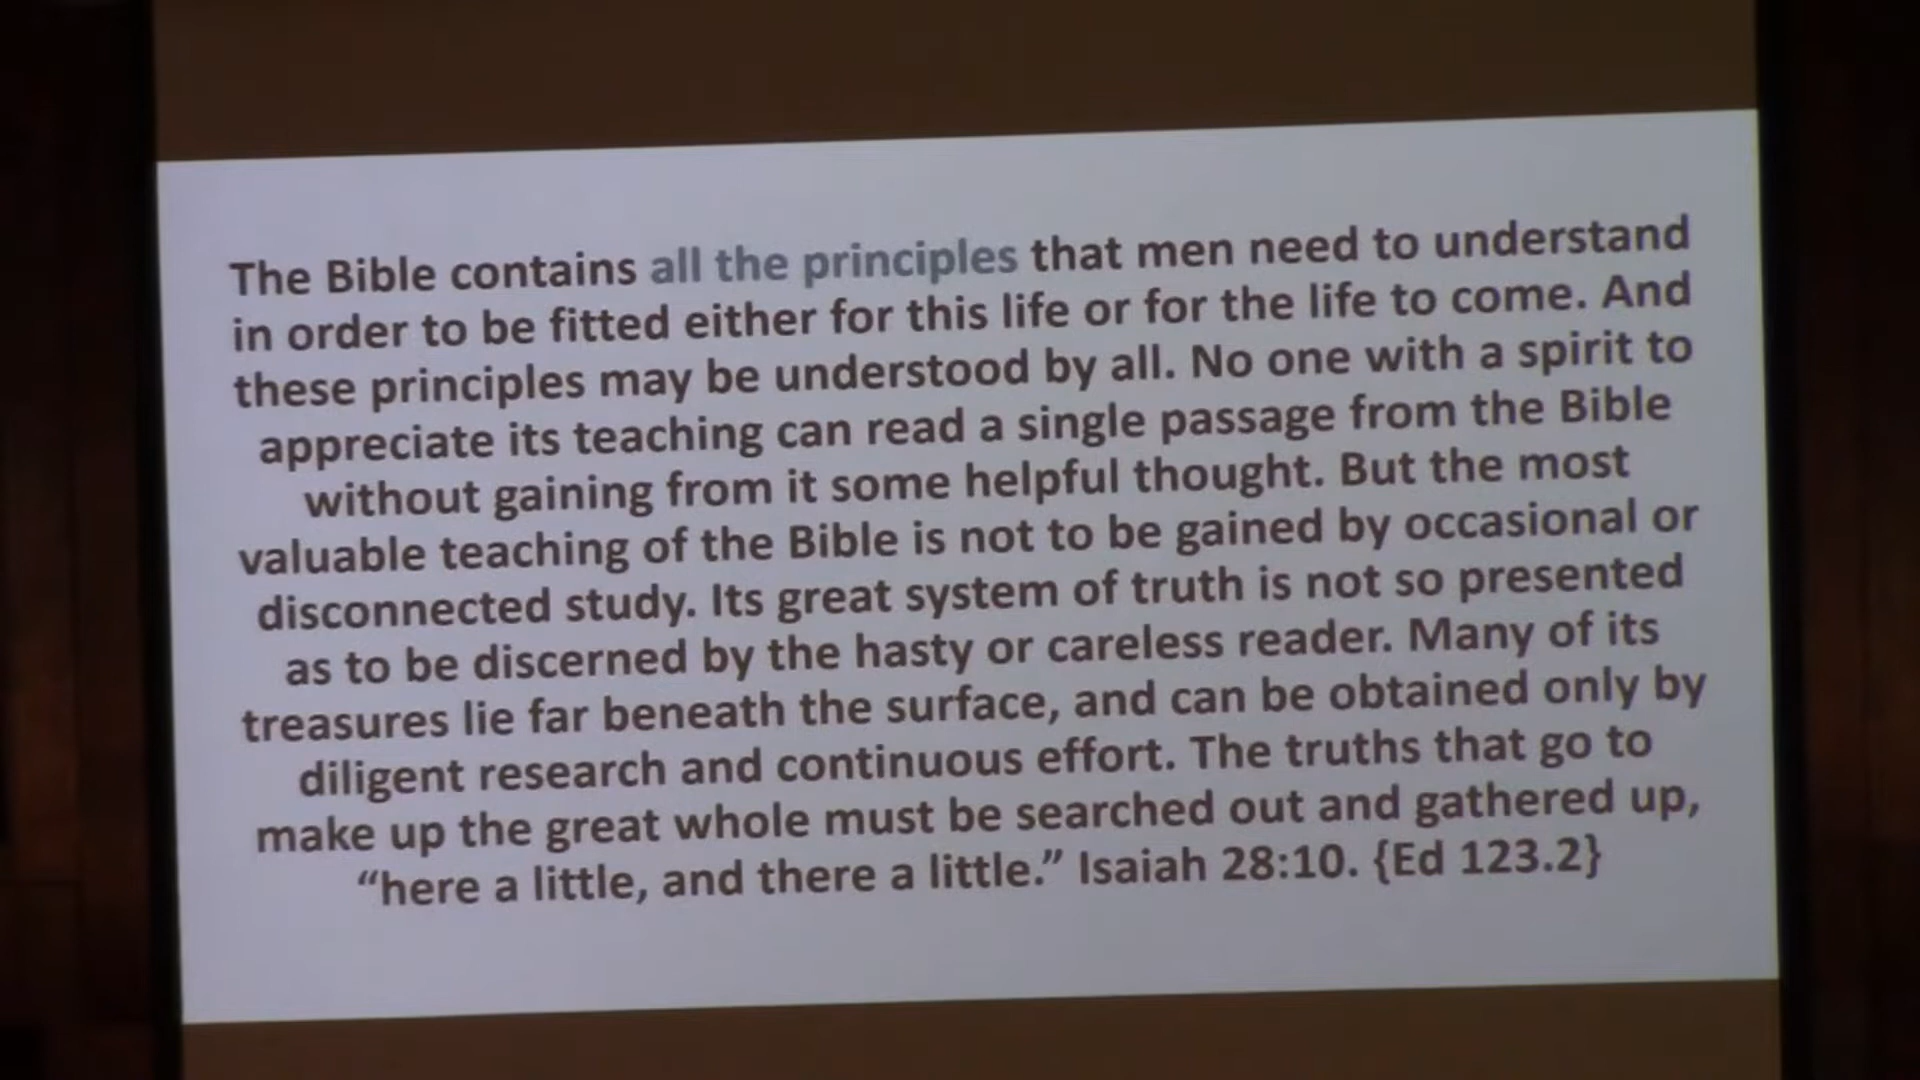 The Bible contains all the principles that men need to understand
in order to be fitted either for this life or for the life to come. And
these principles may be understood by all. No one with a spirit to
appreciate its teaching can read a single passage from the Bible
without gaining from it some helpful thought. But the most
valuable teaching of the Bible is not to be gained by occasional or
disconnected study. Its great system of truth is not so presented
as to be discerned by the hasty or careless reader. Many of its
treasures lie far beneath the surface, and can be obtained only by
diligent research and continuous effort. The truths that go to
make up the great whole must be searched out and gathered up,
“here a little, and there a little.” Isaiah 28:10. {Ed 123.2}